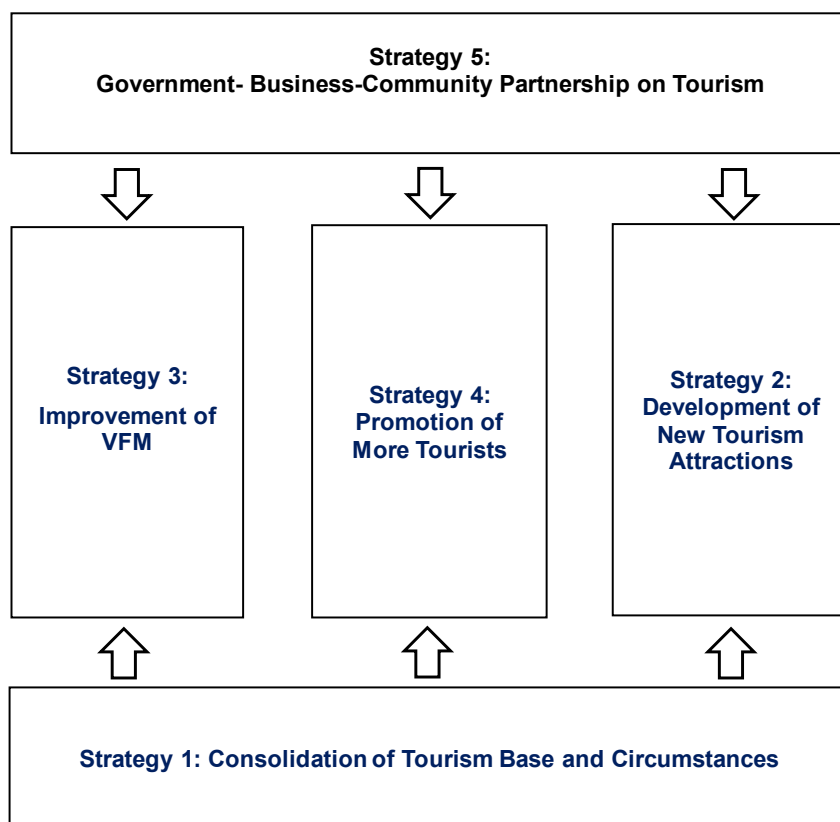 Strategy 5:
Government- Business-Community Partnership on Tourism
Strategy 3:
Improvement of
VFM
Strategy 4:
Promotion of
More Tourists
Strategy 2:
Development of
New Tourism
Attractions
Strategy 1: Consolidation of Tourism Base and Circumstances